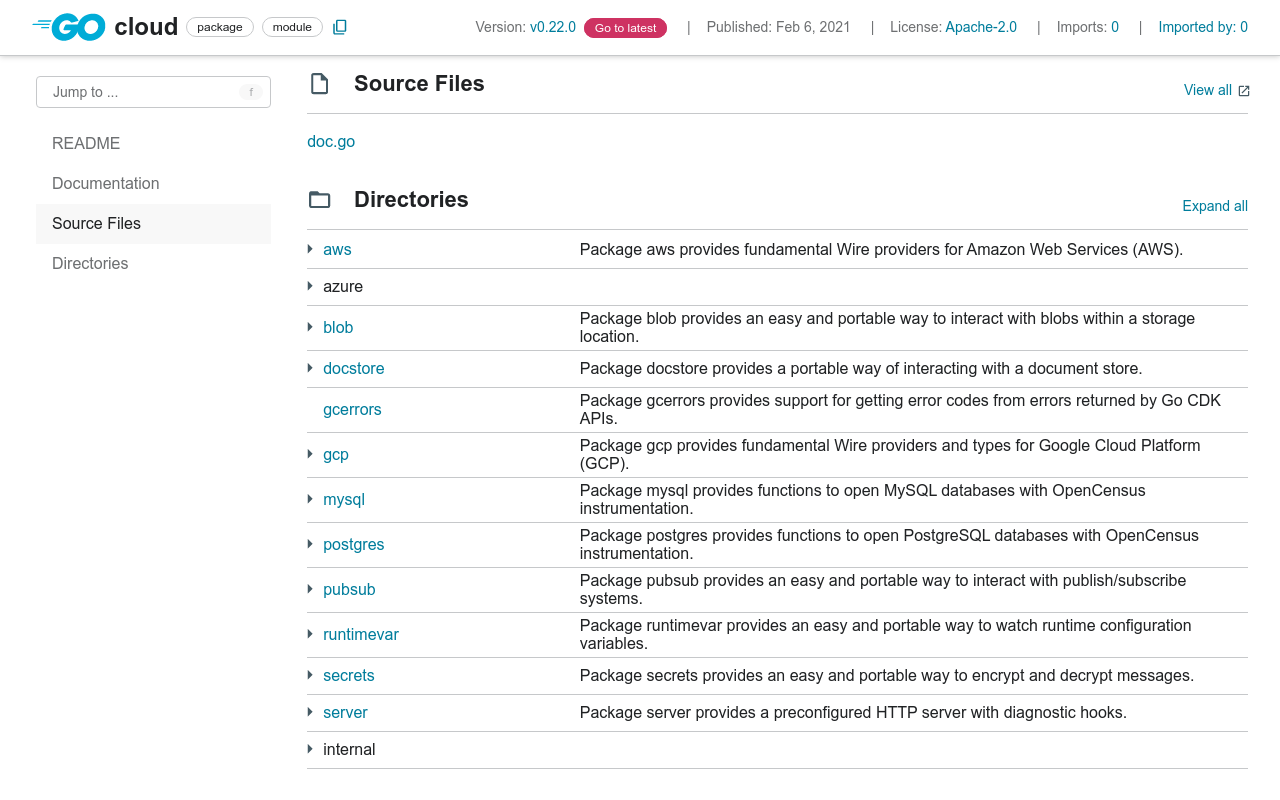 GO cloud package module Version: v0.22.0 Go to latest | Published: Feb 6, 2021 | License: Apache-2.0 | Imports: 0 | Imported by: 0
Jump to ... f
README
Documentation
Source Files
Directories
Source Files
View all
doc.go
Directories
Expand all
aws Package aws provides fundamental Wire providers for Amazon Web Services (AWS).
azure
blob Package blob provides an easy and portable way to interact with blobs within a storage
location.
docstore Package docstore provides a portable way of interacting with a document store.
gcerrors Package gcerrors provides support for getting error codes from errors returned by Go CDK
APIs.
gcp Package gcp provides fundamental Wire providers and types for Google Cloud Platform
(GCP).
mysql Package mysql provides functions to open MySQL databases with OpenCensus
instrumentation.
postgres Package postgres provides functions to open PostgreSQL databases with OpenCensus
instrumentation.
pubsub Package pubsub provides an easy and portable way to interact with publish/subscribe
systems.
runtimevar Package runtimevar provides an easy and portable way to watch runtime configuration
variables.
secrets Package secrets provides an easy and portable way to encrypt and decrypt messages.
server Package server provides a preconfigured HTTP server with diagnostic hooks.
internal